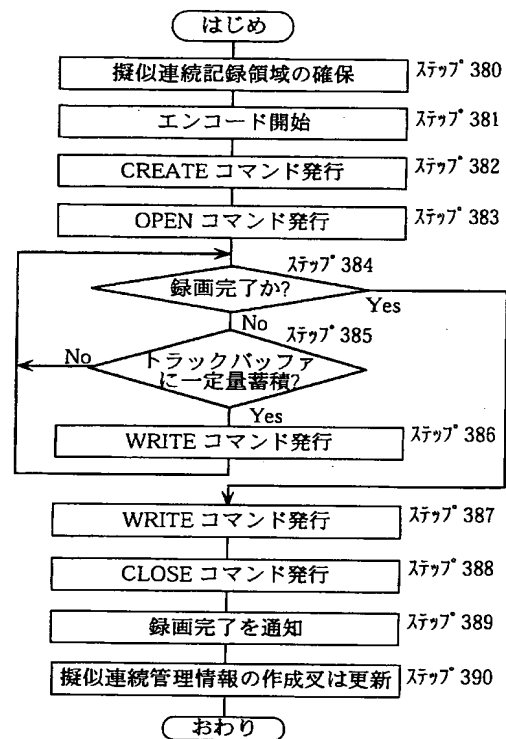 はじめ
擬似連続記録領域の確保 ステップ380
エンコード開始 ステップ381
CREATE コマンド発行 ステップ382
OPEN コマンド発行 ステップ383
ステップ384
録画完了か?
Yes
No
ステップ385
No
トラックバッファ
に一定量蓄積?
Yes
WRITE コマンド発行 ステップ386
WRITE コマンド発行 ステップ387
CLOSE コマンド発行 ステップ388
録画完了を通知 ステップ389
擬似連続管理情報の作成叉は更新 ステップ390
おわり